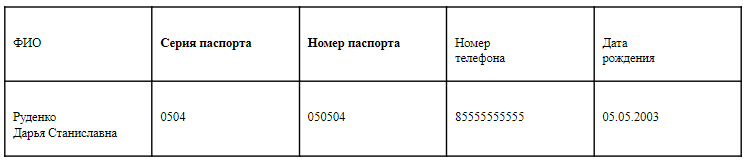 ФИО
Серия паспорта
Номер паспорта
Номер
телефона
Дата
рождения
Руденко
Дарья Станиславна
0504
050504
85555555555
05.05.2003